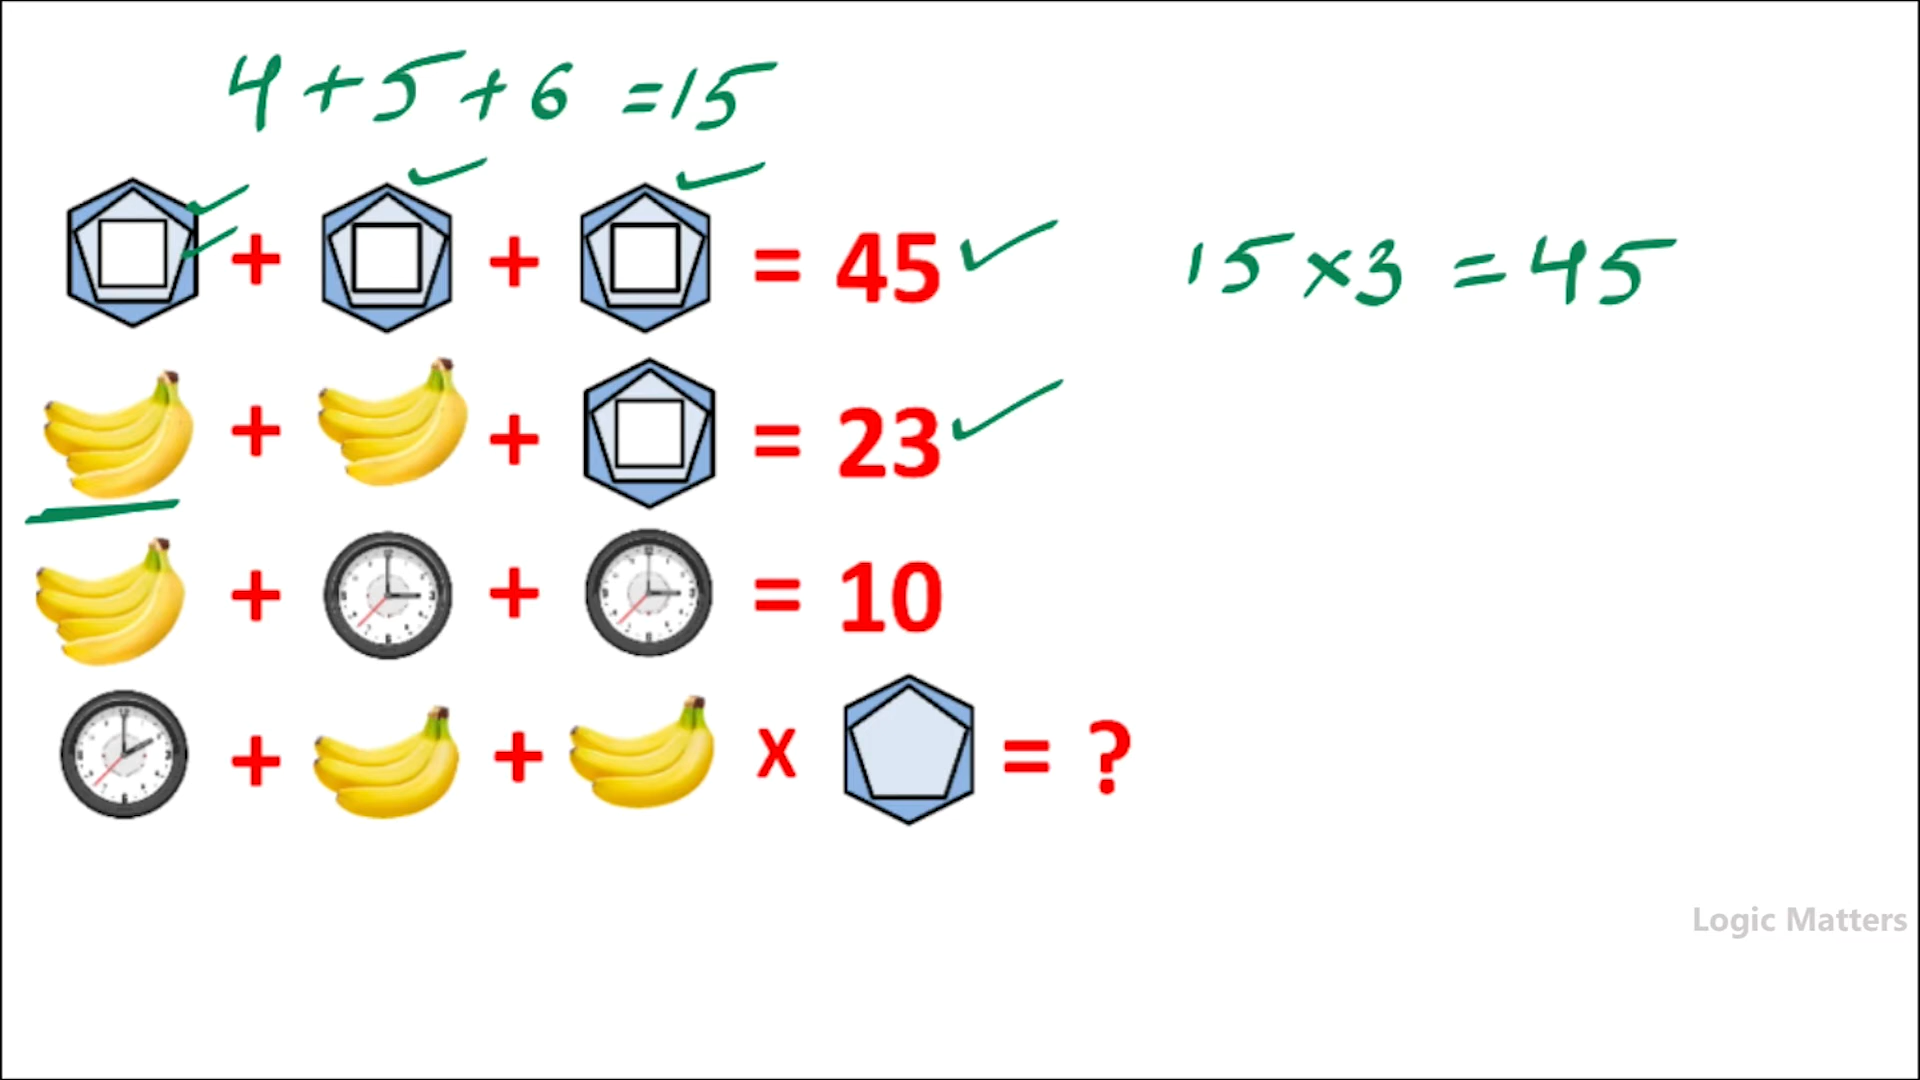 4+5+6 =15
+ + = 45 15×3 = 45
+ + = 23
+ + = 10
+ + X = ?
Logic Matters